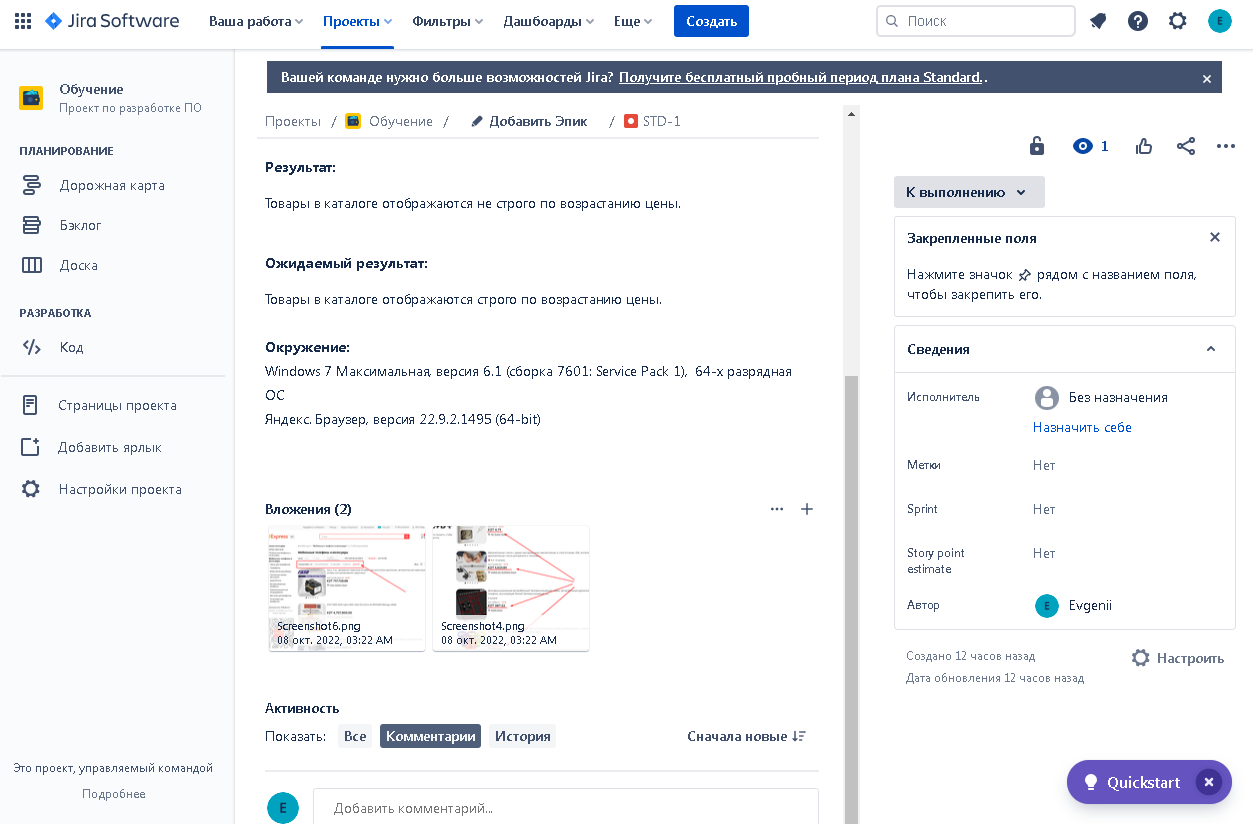 Jira Software
Ваша работа
Проекты
Фильтры
Дашборды
Еще
Создать
Поиск
E
Обучение
Проект по разработке ПО
ПЛАНИРОВАНИЕ
Дорожная карта
Бэклог
Доска
РАЗРАБОТКА
Код
Страницы проекта
Добавить ярлык
Настройки проекта
Это проект, управляемый командой
Подробнее
Вашей команде нужно больше возможностей Jira? Получите бесплатный пробный период плана Standard. .
Проекты / Обучение / Добавить Эпик / STD-1
Результат:
Товары в каталоге отображаются не строго по возрастанию цены.
Ожидаемый результат:
Товары в каталоге отображаются строго по возрастанию цены.
Окружение:
Windows 7 Максимальная, версия 6.1 (сборка 7601: Service Pack 1), 64-х разрядная
ОС
Яндекс. Браузер, версия 22.9.2.1495 (64-bit)
Вложения (2)
Screenshot6.png
08 окт. 2022, 03:22 AM
Screenshot4.png
08 окт. 2022, 03:22 AM
Активность
Показать: Все Комментарии История
Сначала новые
E
Добавить комментарий...
1
К выполнению
Закрепленные поля
Нажмите значок рядом с названием поля,
чтобы закрепить его.
Сведения
Исполнитель
Без назначения
Назначить себе
Метки
Нет
Sprint
Нет
Story point
estimate
Нет
Автор
E
Evgenii
Создано 12 часов назад
Дата обновления 12 часов назад
Настроить
Quickstart